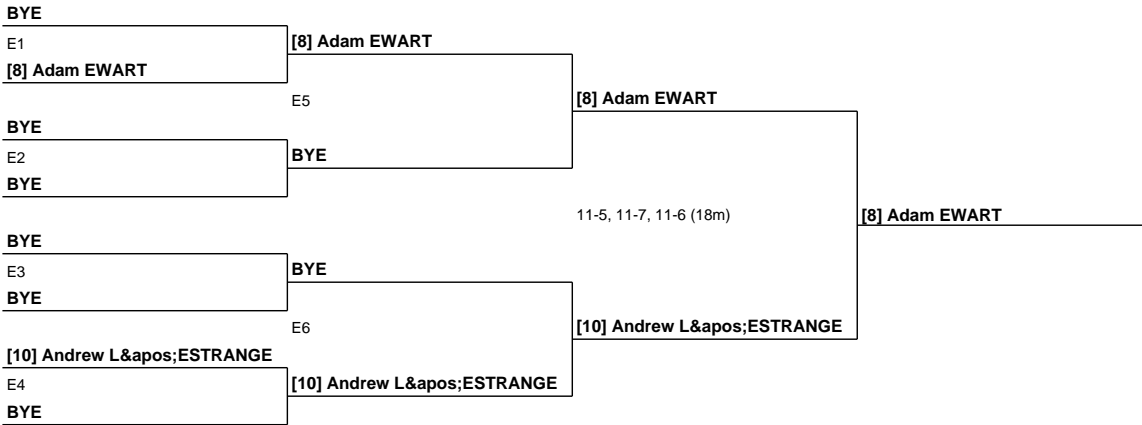 BYE
E1
[8] Adam EWART
[8] Adam EWART
E5
[8] Adam EWART
BYE
E2
BYE
BYE
11-5, 11-7, 11-6 (18m)
[8] Adam EWART
BYE
E3
BYE
BYE
E6
[10] Andrew L&apos;ESTRANGE
[10] Andrew L&apos;ESTRANGE
E4
[10] Andrew L&apos;ESTRANGE
BYE